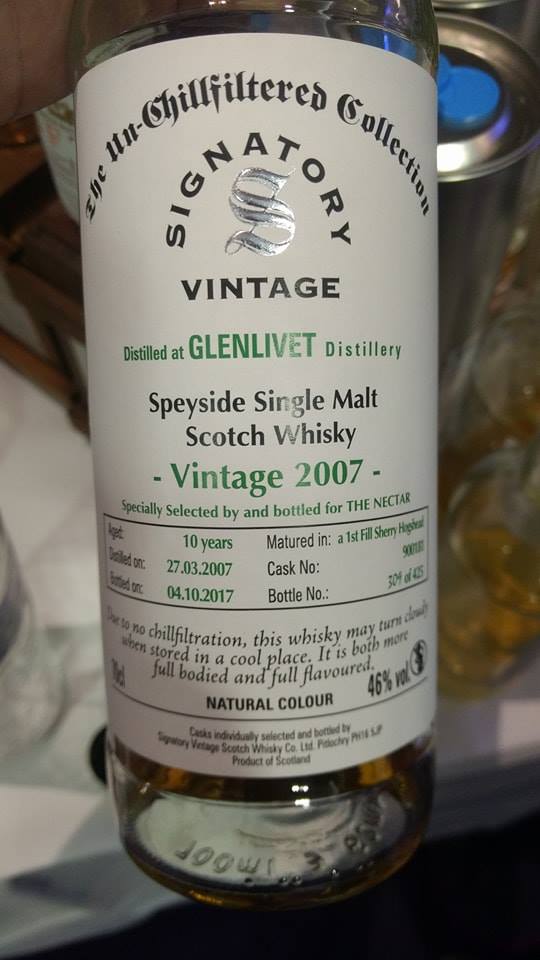 The Un-Chillfiltered Collection
SIGNATORY
S
VINTAGE
Distilled at GLENLIVET Distillery
Speyside Single Malt
Scotch Whisky
- Vintage 2007 -
Specially Selected by and bottled for THE NECTAR
Aged: 10 years
Distilled on: 27.03.2007
Bottled on: 04.10.2017
Matured in: a 1st Fill Sherry Hogshead
Cask No: 900181
Bottle No.: 309 of 425
Due to no chillfiltration, this whisky may turn cloudy
when stored in a cool place. It is both more
full bodied and full flavoured.
70cl
46% vol
S
NATURAL COLOUR
Casks individually selected and bottled by
Signatory Vintage Scotch Whisky Co. Ltd. Pitlochry PH16 5JP
Product of Scotland